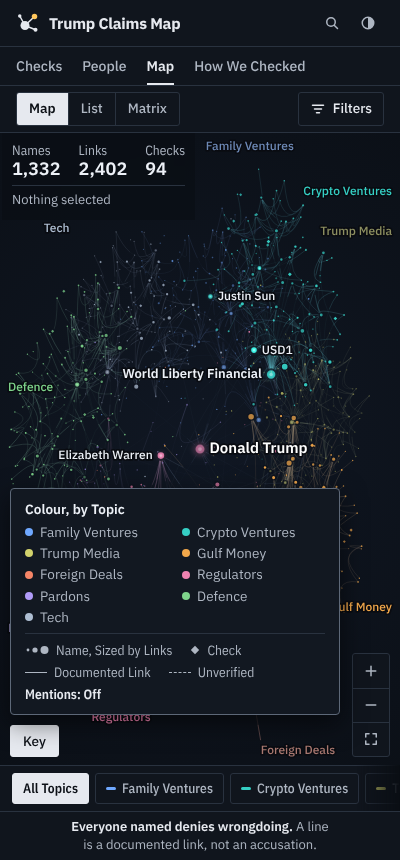 Trump Claims Map
Checks People Map How We Checked
Map List Matrix Filters
Names Links Checks
1,332 2,402 94
Nothing selected
Family Ventures
Crypto Ventures
Tech
Trump Media
Justin Sun
USD1
World Liberty Financial
Defence
Donald Trump
Elizabeth Warren
Colour, by Topic
Family Ventures Crypto Ventures
Trump Media Gulf Money
Foreign Deals Regulators
Pardons Defence
Tech
Name, Sized by Links Check
Documented Link Unverified
Mentions: Off
ulf Money
Regulators
Key
Foreign Deals
All Topics Family Ventures Crypto Ventures
Everyone named denies wrongdoing. A line
is a documented link, not an accusation.